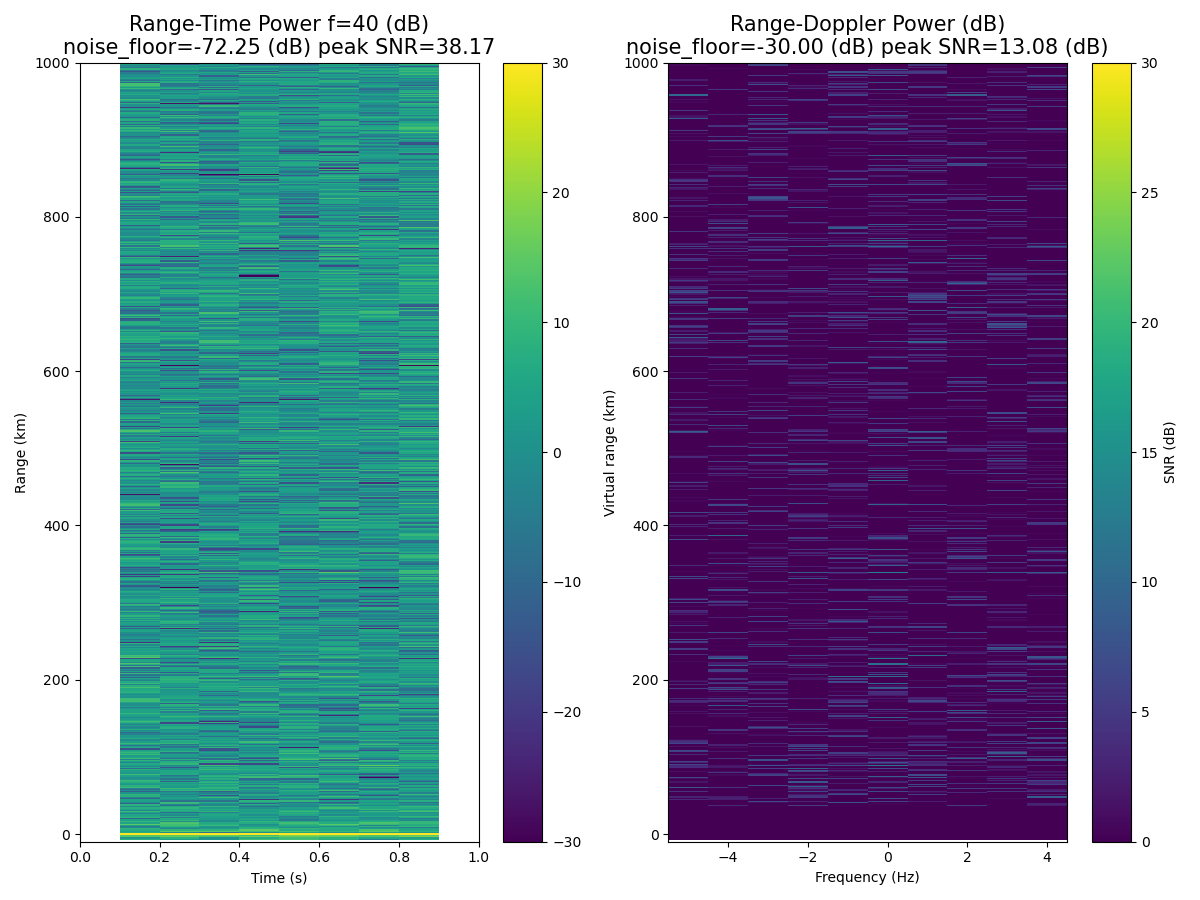 Range-Time Power f=40 (dB)
noise_floor=-72.25 (dB) peak SNR=38.17
1000
800
600
400
200
0
Range (km)
0.0 0.2 0.4 0.6 0.8 1.0
Time (s)
30
20
10
0
−10
−20
−30
Range-Doppler Power (dB)
noise_floor=-30.00 (dB) peak SNR=13.08 (dB)
1000
800
600
400
200
0
Virtual range (km)
−4 −2 0 2 4
Frequency (Hz)
30
25
20
15
10
5
0
SNR (dB)